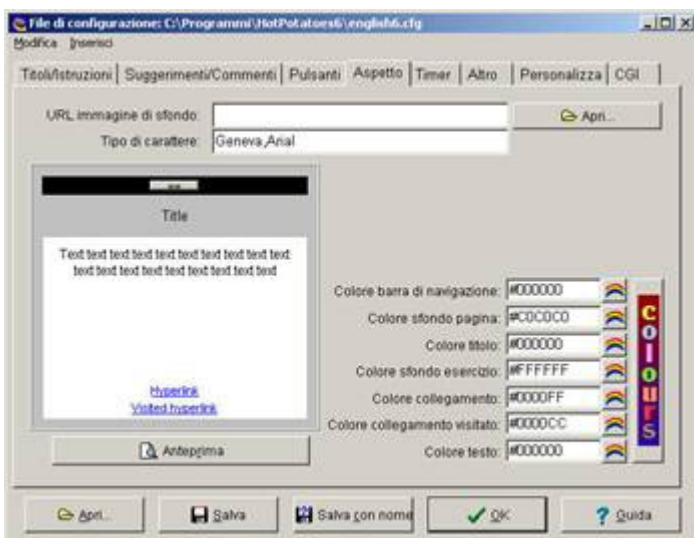 File di configurazione: C:\Programmi\HotPotatoes6\english6.cfg
Modifica Inserisci
Titoli/Istruzioni Suggerimenti/Commenti Pulsanti Aspetto Timer Altro Personalizza CGI
URL immagine di sfondo: Apri...
Tipo di carattere: Geneva,Arial
Title
Text text text text text text text text text text
text text text text text text text text text
Hyperlink
Visited hyperlink
Anteprima
Colore barra di navigazione: #000000
Colore sfondo pagina: #C0C0C0
Colore titolo: #000000
Colore sfondo esercizio: #FFFFFF
Colore collegamento: #0000FF
Colore collegamento visitato: #0000CC
Colore testo: #000000
colours
Apri... Salva Salva con nome OK Guida